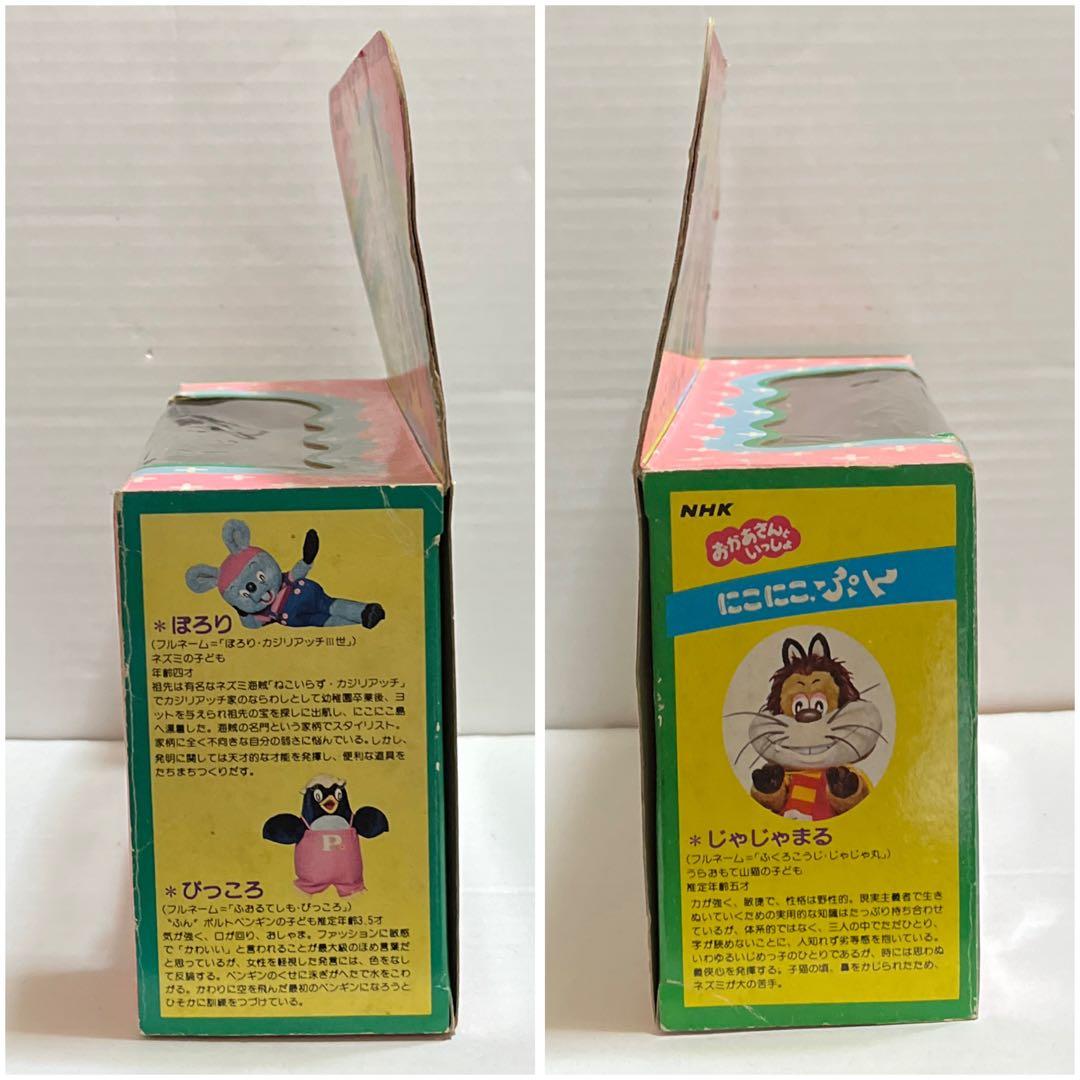 *ぽろり
(フルネーム=「ぽろり・カジリアッチⅢ世」)
ネズミの子ども
年齢四才
祖先は有名なネズミ海賊「ねこいらず・カジリアッチ」
でカジリアッチ家のならわしとして幼稚園卒業後、ヨ
ットを与えられ祖先の宝を探しに出航し、にこにこ島
へ漂着した。海賊の名門という家柄でスタイリスト。
家柄に全く不向きな自分の弱さに悩んでいる。しかし、
発明に関しては天才的な才能を発揮し、便利な道具を
たちまちつくりだす。
P
*ぴっころ
(フルネーム=「ふおるてしも・ぴっころ」)
"ふん"ボルトペンギンの子ども推定年齢3.5才
気が強く、口が回り、おしゃま。ファッションに敏感
で「かわいい」と言われることが最大級のほめ言葉だ
と思っているが、女性を軽視した発言には、色をなし
て反論する。ペンギンのくせに泳ぎがへたで水をこわ
がる。かわりに空を飛んだ最初のペンギンになろうと
ひそかに訓練をつづけている。
NHK
おかあさんと
いっしょ
にこにこ、ぷん
*じゃじゃまる
(フルネーム=「ふくろこうじ・じゃじゃ丸」)
うらおもて山猫の子ども
推定年齢五才
力が強く、敏捷で、性格は野性的。現実主義者で生き
ぬいていくための実用的な知識はたっぷり持ち合わせ
ているが、体系的ではなく、三人の中でただひとり、
字が読めないことに、人知れず劣等感を抱いている。
いわゆるいじめっ子のひとりであるが、時には思わぬ
義侠心を発揮する。子猫の頃、鼻をかじられたため、
ネズミが大の苦手。